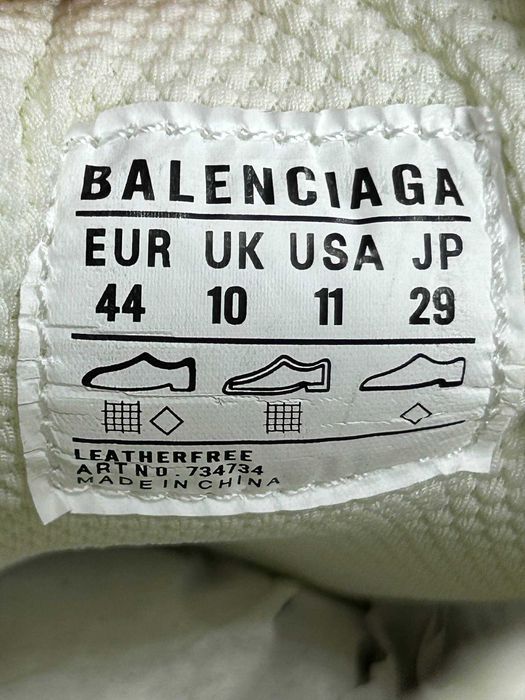 BALENCIAGA
EUR UK USA JP
44 10 11 29
LEATHERFREE
ART NO.734734
MADE IN CHINA